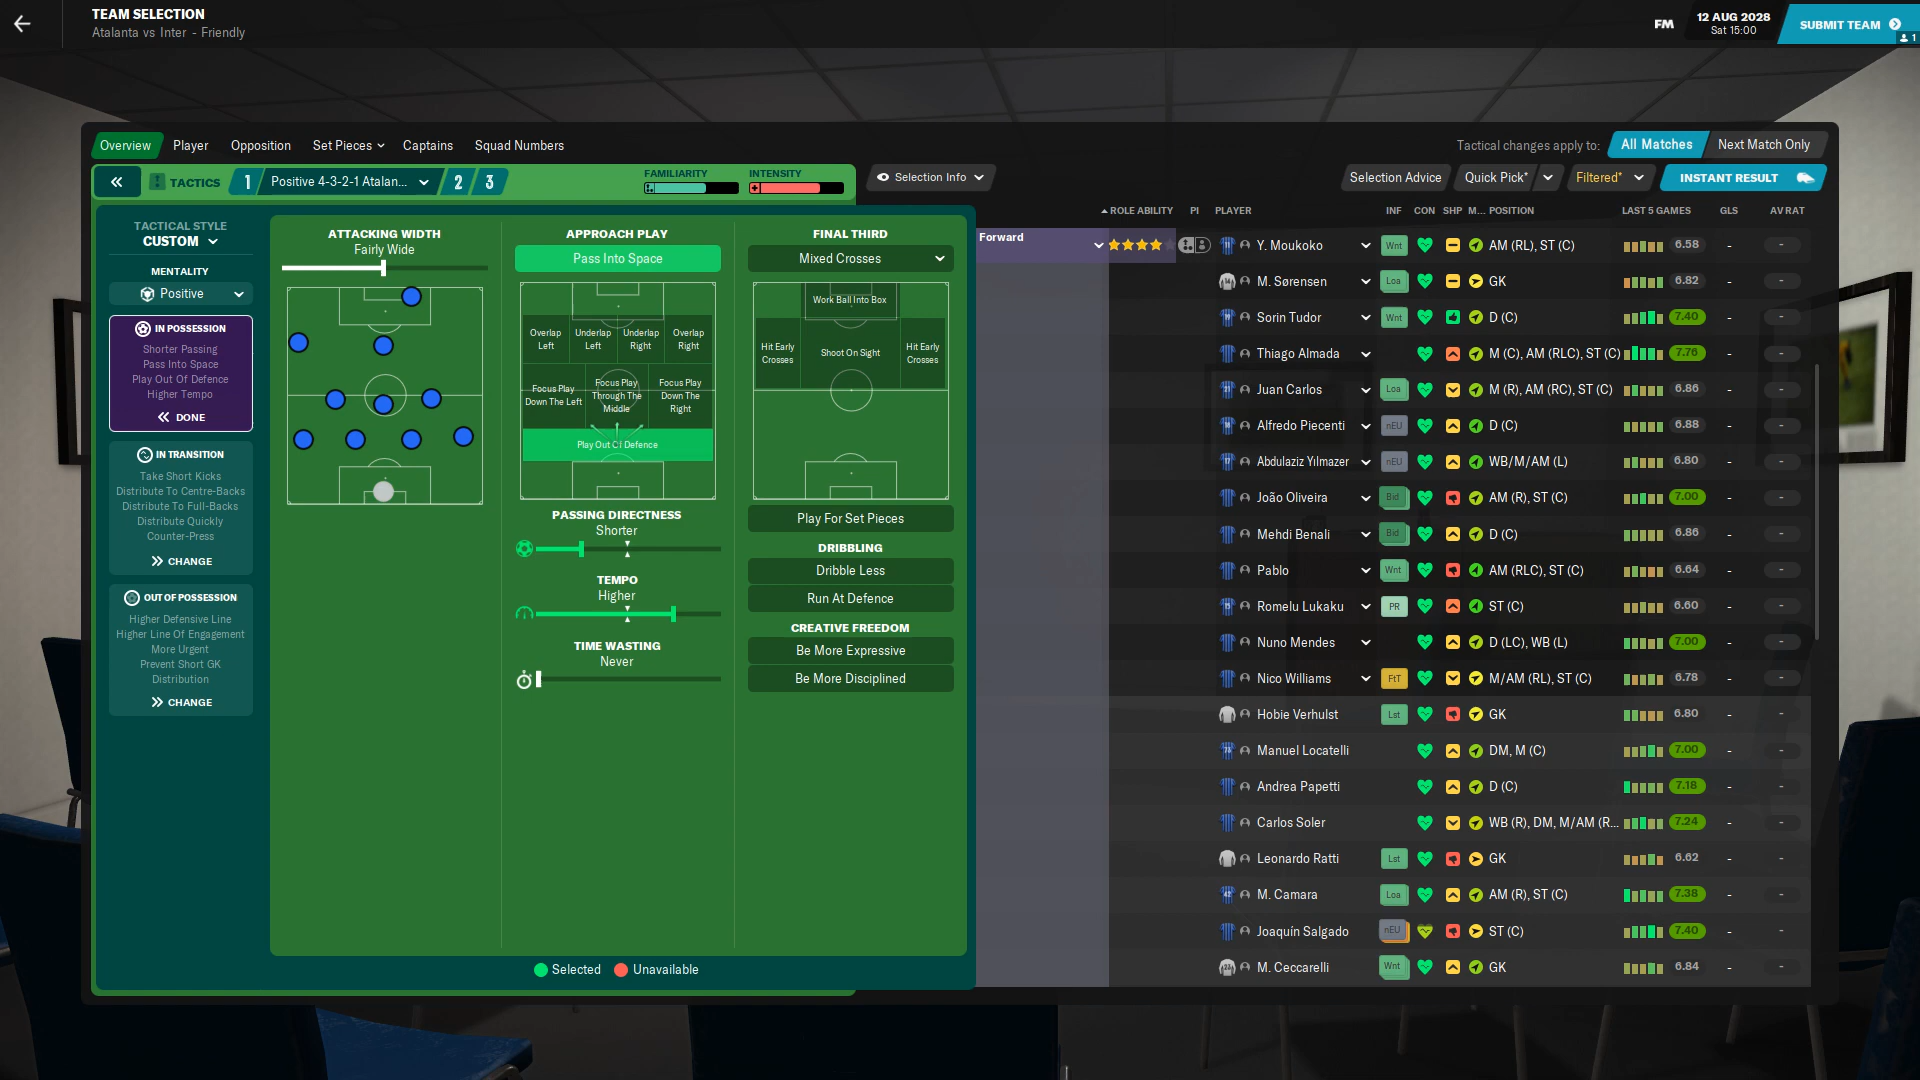 TEAM SELECTION
Atalanta vs Inter - Friendly
FM
12 AUG 2028
Sat 15:00
SUBMIT TEAM
1
Overview
Player
Opposition
Set Pieces
Captains
Squad Numbers
Tactical changes apply to:
All Matches
Next Match Only
TACTICS
1
Positive 4-3-2-1 Atalan...
2
3
FAMILIARITY
INTENSITY
Selection Info
Selection Advice
Quick Pick*
Filtered*
INSTANT RESULT
TACTICAL STYLE
CUSTOM
MENTALITY
Positive
IN POSSESSION
Shorter Passing
Pass Into Space
Play Out Of Defence
Higher Tempo
DONE
IN TRANSITION
Take Short Kicks
Distribute To Centre-Backs
Distribute To Full-Backs
Distribute Quickly
Counter-Press
CHANGE
OUT OF POSSESSION
Higher Defensive Line
Higher Line Of Engagement
More Urgent
Prevent Short GK
Distribution
CHANGE
ATTACKING WIDTH
Fairly Wide
APPROACH PLAY
Pass Into Space
Overlap Left
Underlap Left
Underlap Right
Overlap Right
Focus Play Down The Left
Focus Play Through The Middle
Focus Play Down The Right
Play Out Of Defence
PASSING DIRECTNESS
Shorter
TEMPO
Higher
TIME WASTING
Never
FINAL THIRD
Mixed Crosses
Work Ball Into Box
Hit Early Crosses
Shoot On Sight
Hit Early Crosses
Play For Set Pieces
DRIBBLING
Dribble Less
Run At Defence
CREATIVE FREEDOM
Be More Expressive
Be More Disciplined
Selected
Unavailable
ROLE ABILITY PI PLAYER INF CON SHP M... POSITION LAST 5 GAMES GLS AV RAT
Forward Y. Moukoko Wnt AM (RL), ST (C) 6.58 - -
M. Sørensen Loa GK 6.82 - -
Sorin Tudor Wnt D (C) 7.40 - -
Thiago Almada M (C), AM (RLC), ST (C) 7.76 - -
Juan Carlos Loa M (R), AM (RC), ST (C) 6.86 - -
Alfredo Piecenti nEU D (C) 6.88 - -
Abdulaziz Yilmazer nEU WB/M/AM (L) 6.80 - -
João Oliveira Bid AM (R), ST (C) 7.00 - -
Mehdi Benali Bid D (C) 6.86 - -
Pablo Wnt AM (RLC), ST (C) 6.64 - -
Romelu Lukaku PR ST (C) 6.60 - -
Nuno Mendes D (LC), WB (L) 7.00 - -
Nico Williams FtT M/AM (RL), ST (C) 6.78 - -
Hobie Verhulst Lst GK 6.80 - -
Manuel Locatelli DM, M (C) 7.00 - -
Andrea Papetti D (C) 7.18 - -
Carlos Soler WB (R), DM, M/AM (R... 7.24 - -
Leonardo Ratti Lst GK 6.62 - -
M. Camara Loa AM (R), ST (C) 7.38 - -
Joaquín Salgado nEU ST (C) 7.40 - -
M. Ceccarelli Wnt GK 6.84 - -